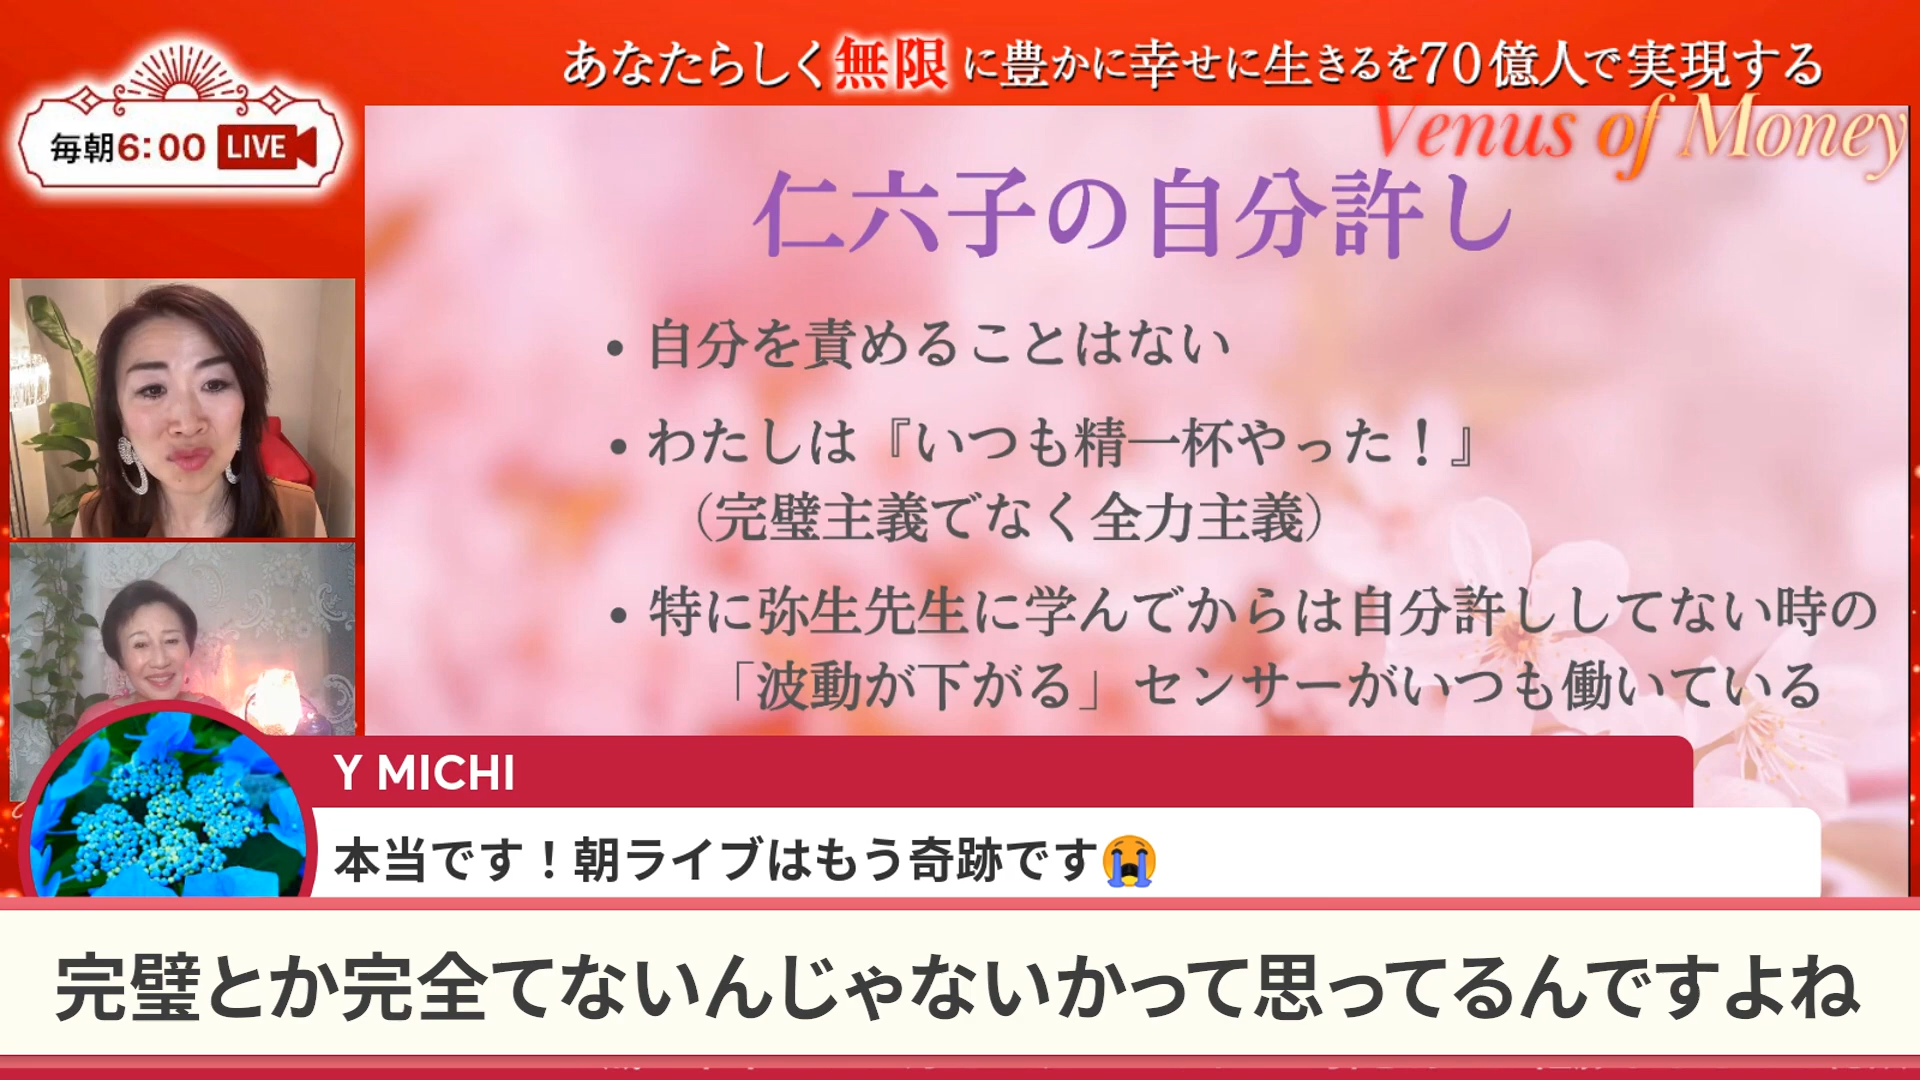 あなたらしく無限に豊かに幸せに生きるを70億人で実現する
Venus of Money
毎朝6:00 LIVE
仁六子の自分許し
• 自分を責めることはない
• わたしは『いつも精一杯やった！』
（完璧主義でなく全力主義）
• 特に弥生先生に学んでからは自分許ししてない時の
「波動が下がる」センサーがいつも働いている
Y MICHI
本当です！朝ライブはもう奇跡です😭
完璧とか完全てないんじゃないかって思ってるんですよね